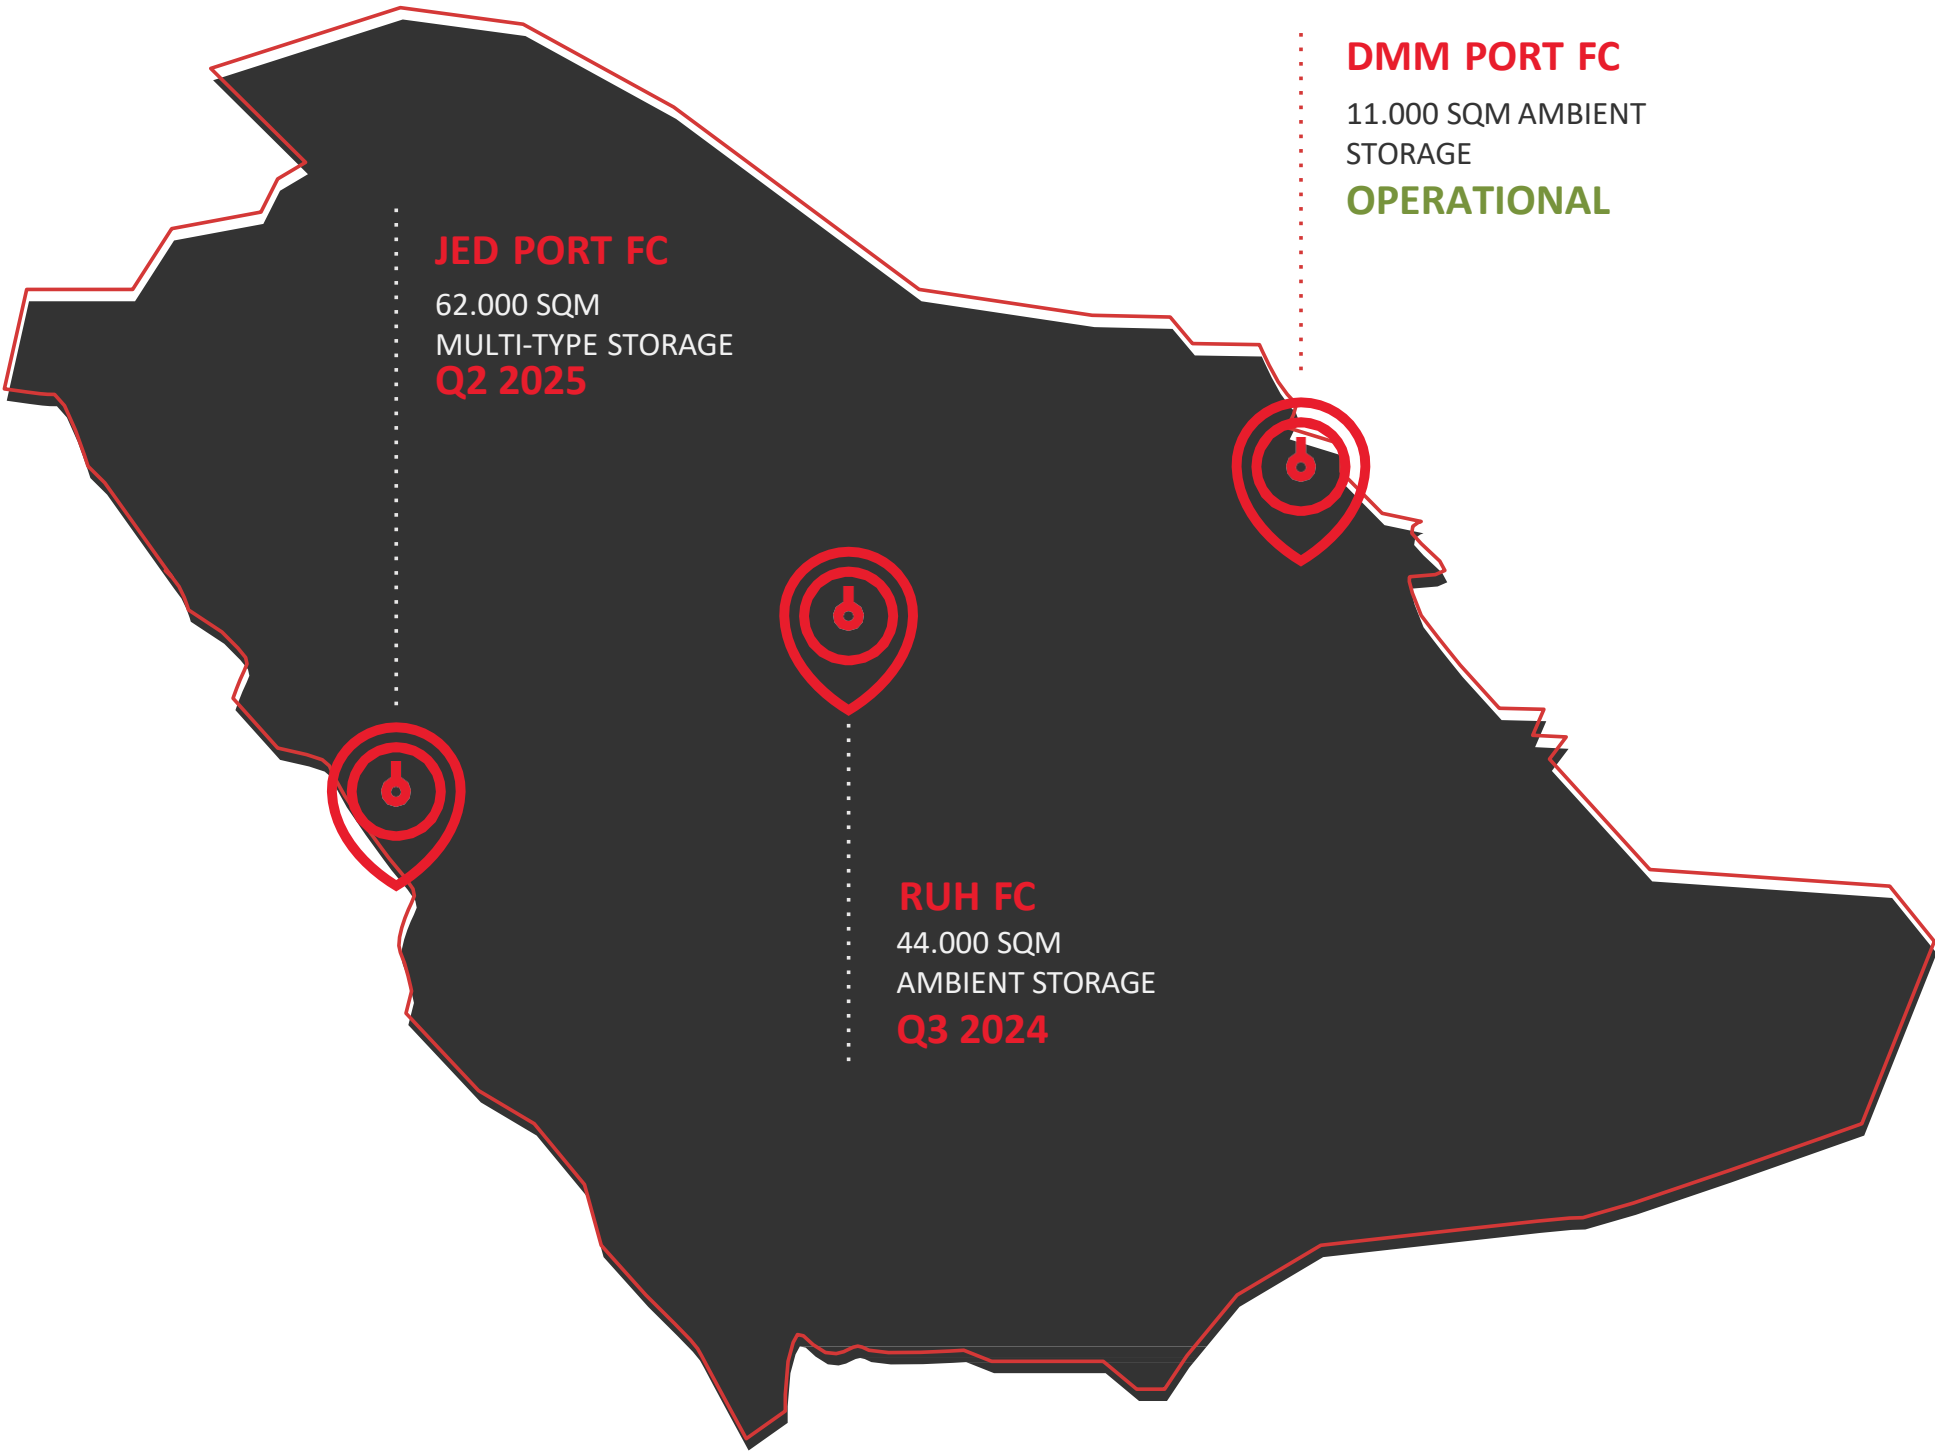 DMM PORT FC
11.000 SQM AMBIENT
STORAGE
OPERATIONAL
JED PORT FC
62.000 SQM
MULTI-TYPE STORAGE
Q2 2025
RUH FC
44.000 SQM
AMBIENT STORAGE
Q3 2024